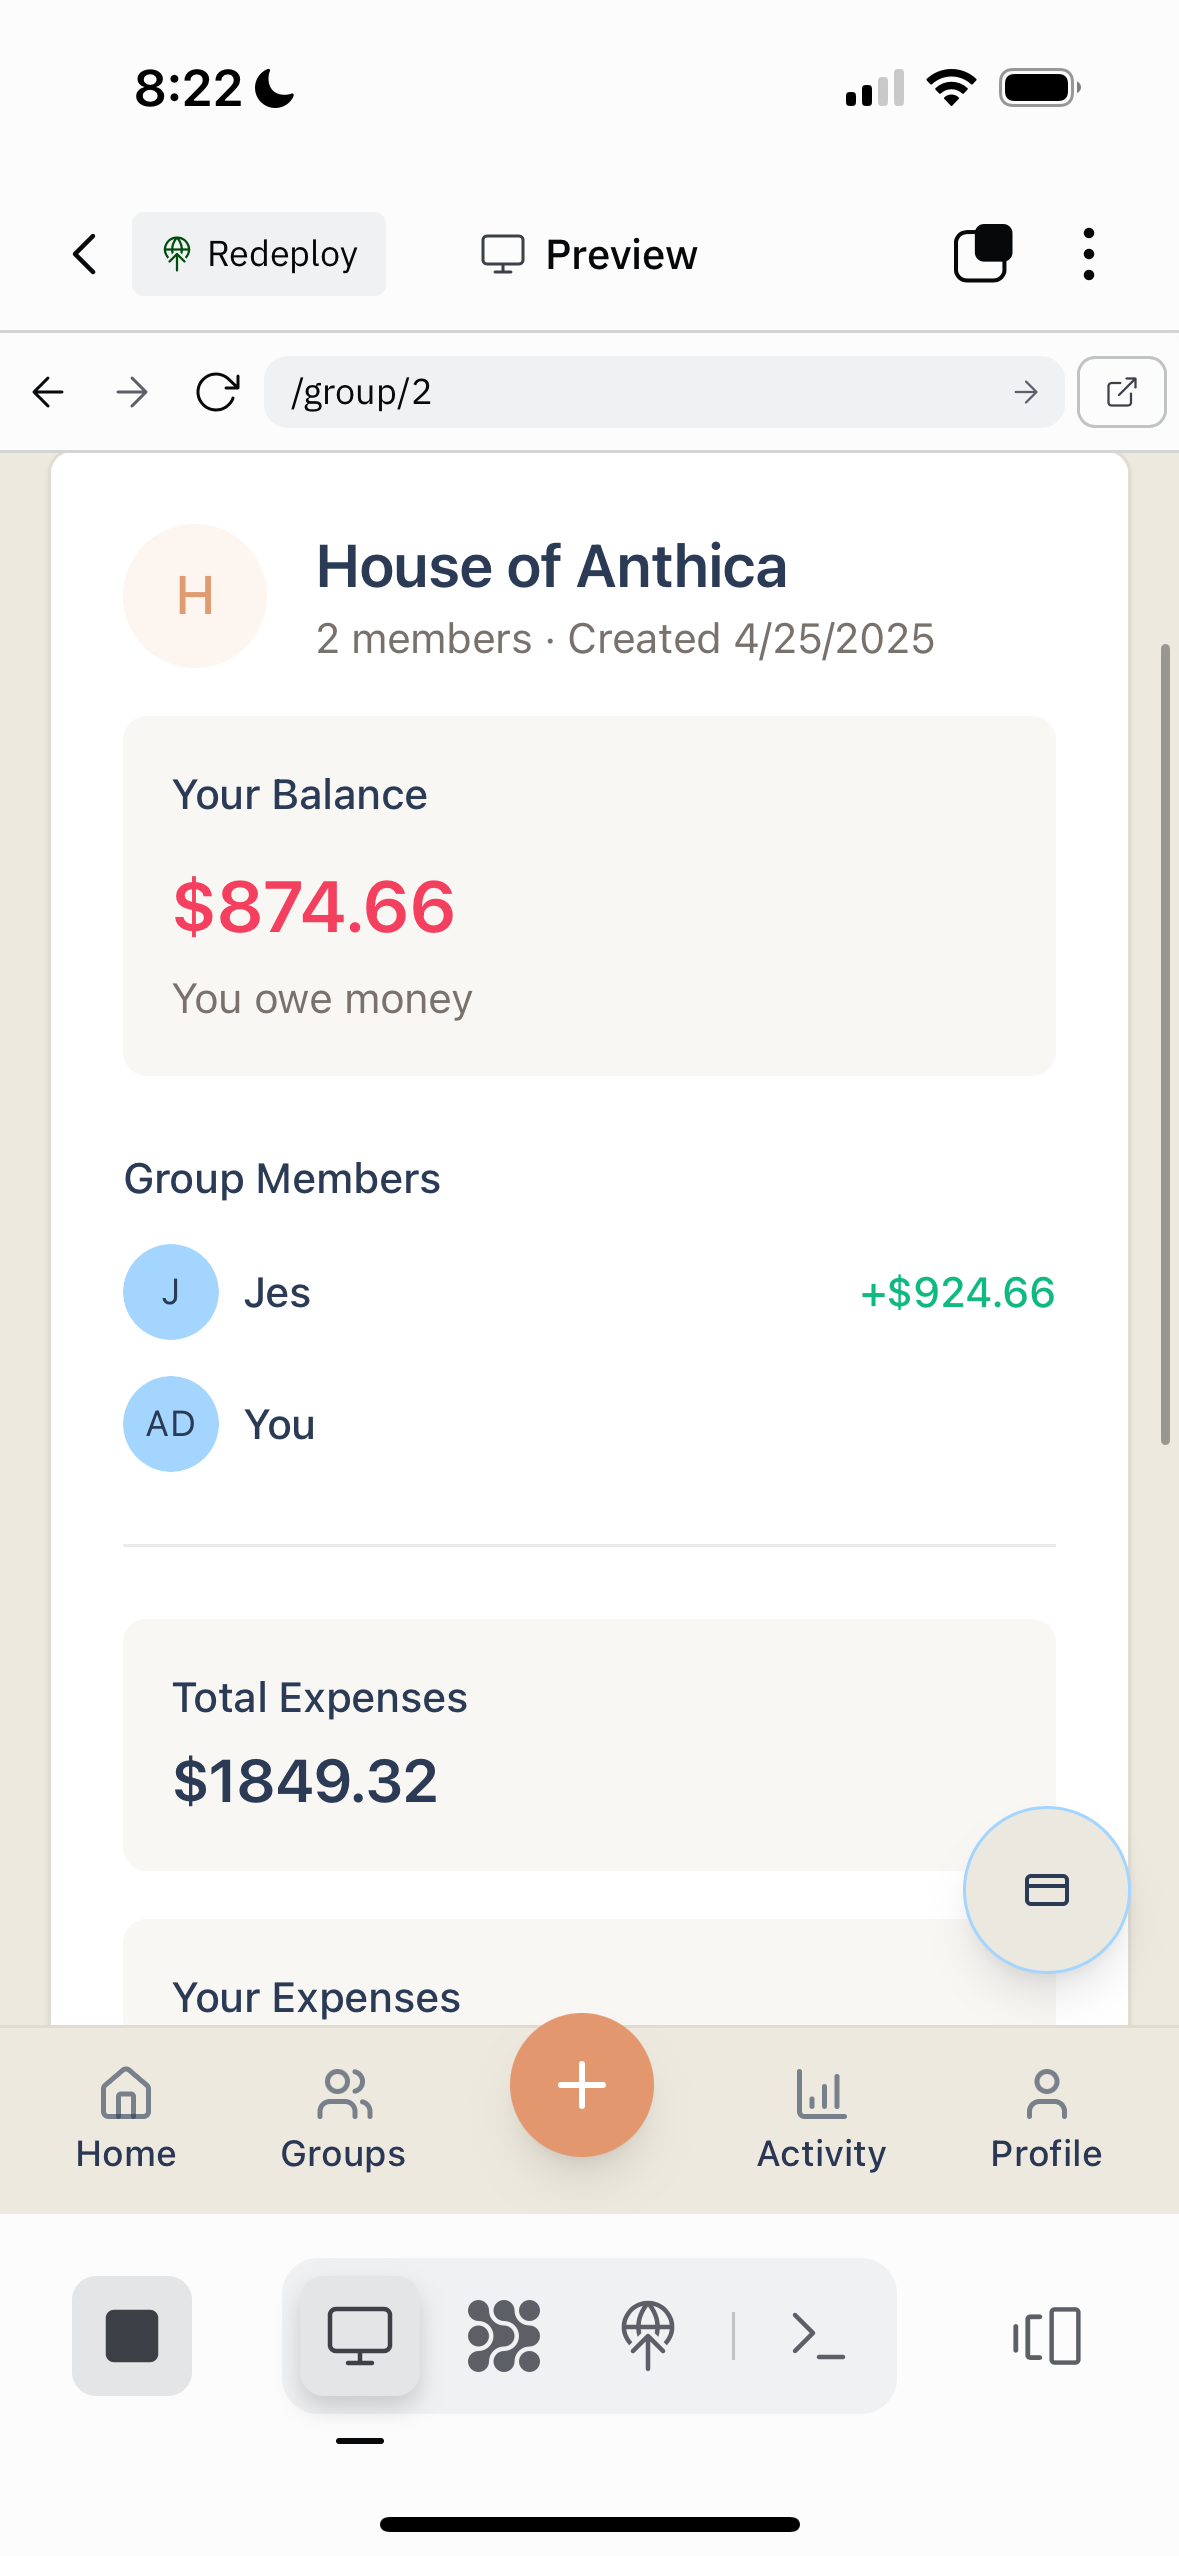 8:22
Redeploy
Preview
/group/2
H
House of Anthica
2 members · Created 4/25/2025
Your Balance
$874.66
You owe money
Group Members
J
Jes
+$924.66
AD
You
Total Expenses
$1849.32
Your Expenses
Home
Groups
Activity
Profile